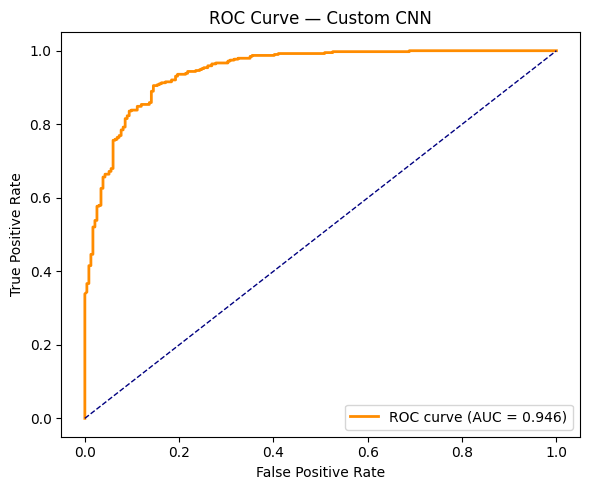 ROC Curve — Custom CNN
True Positive Rate
1.0
0.8
0.6
0.4
0.2
0.0
0.0 0.2 0.4 0.6 0.8 1.0
False Positive Rate
ROC curve (AUC = 0.946)